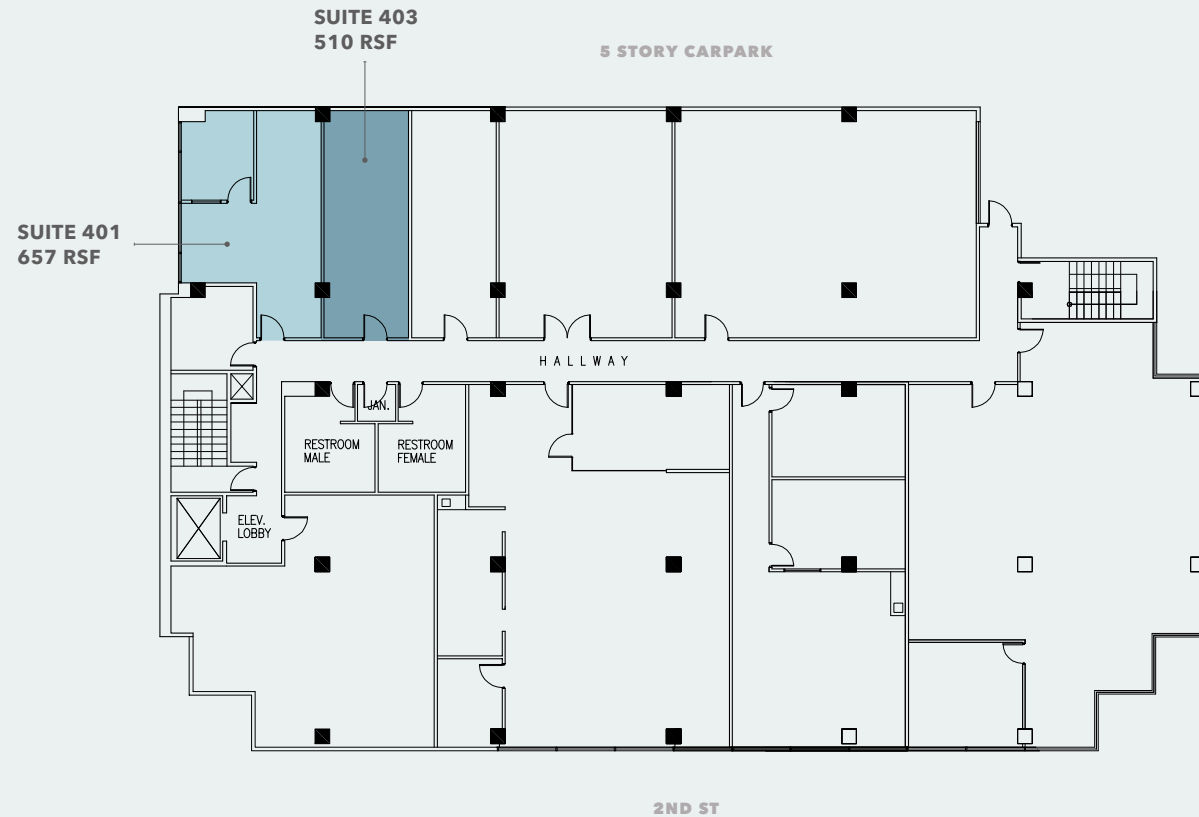 SUITE 403
510 RSF
5 STORY CARPARK
SUITE 401
657 RSF
HALLWAY
JAN.
RESTROOM
MALE
RESTROOM
FEMALE
ELEV.
LOBBY
2ND ST